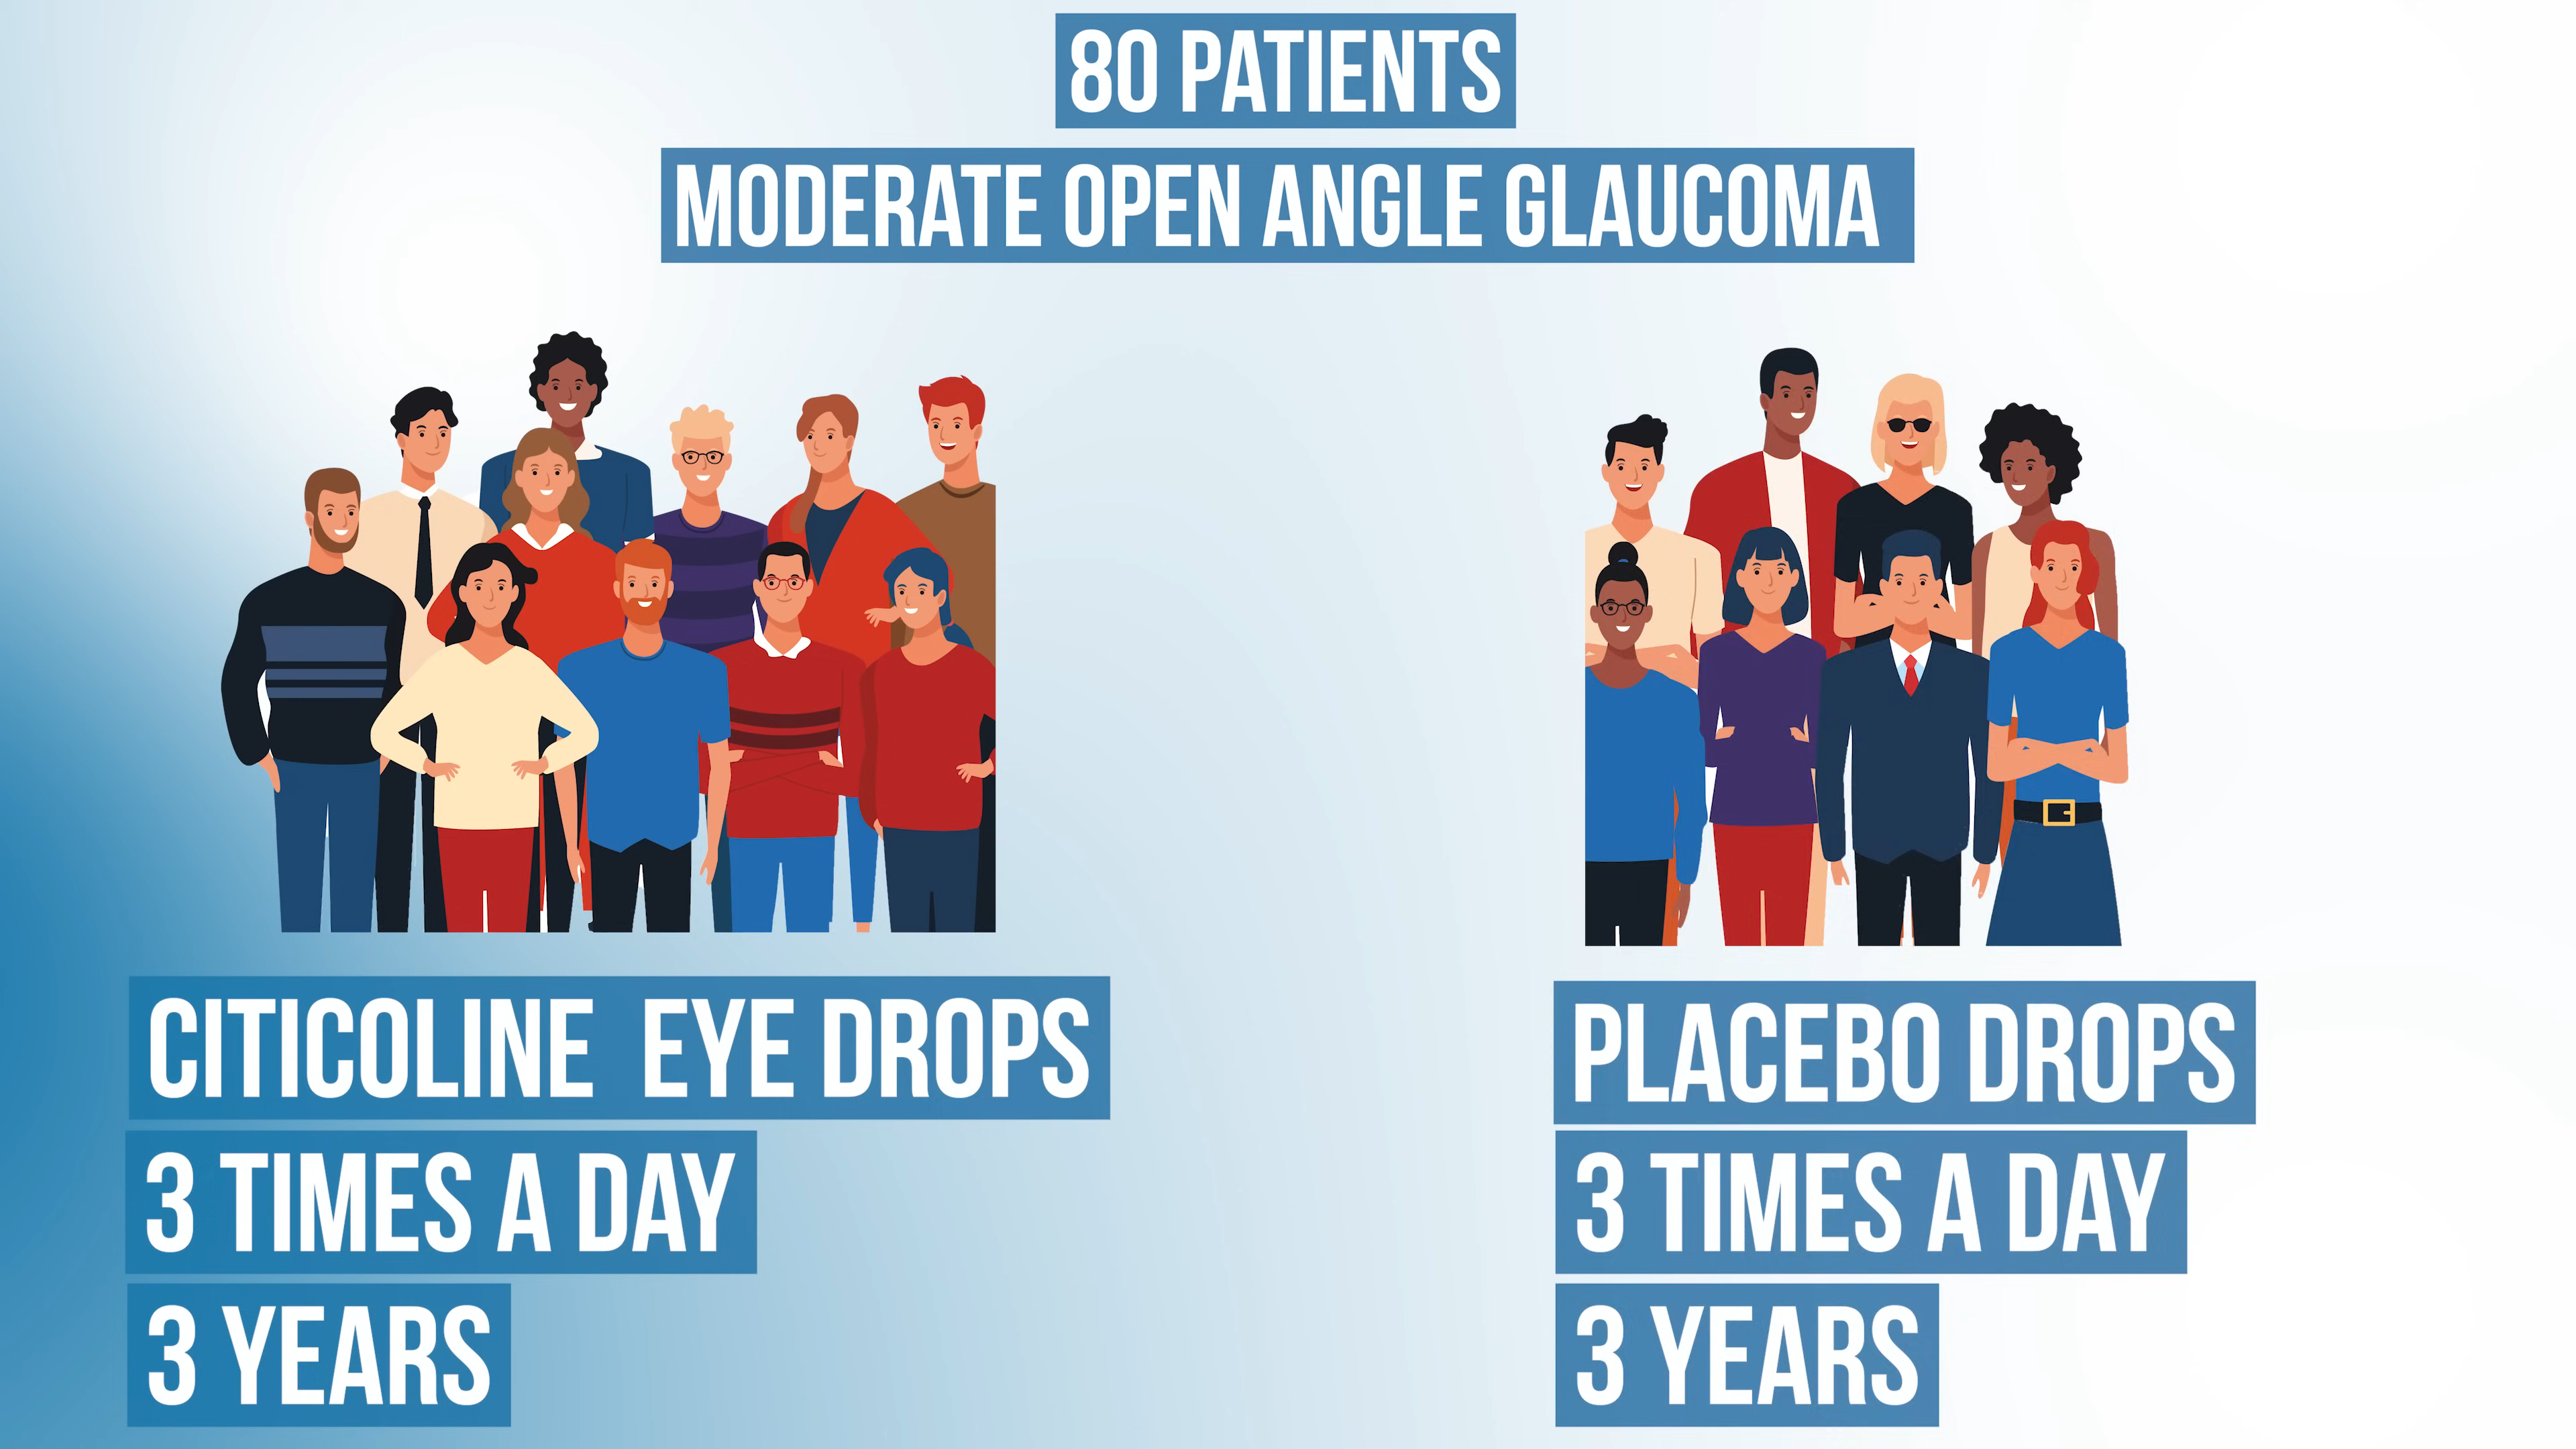 80 PATIENTS
MODERATE OPEN ANGLE GLAUCOMA
CITICOLINE  EYE DROPS
3 TIMES A DAY
3 YEARS
PLACEBO DROPS
3 TIMES A DAY
3 YEARS